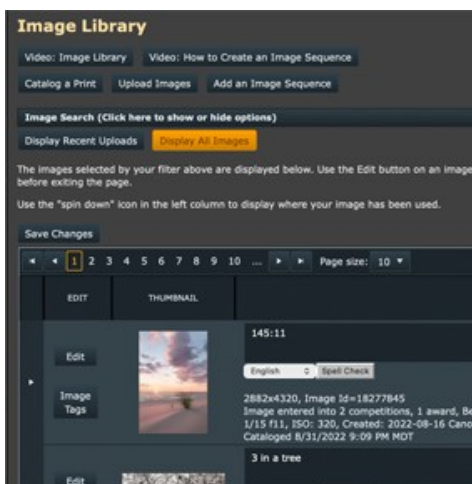 Image Library
Video: Image Library Video: How to Create an Image Sequence
Catalog a Print Upload Images Add an Image Sequence
Image Search (Click here to show or hide options)
Display Recent Uploads Display All Images
The images selected by your filter above are displayed below. Use the Edit button on an image
before exiting the page.
Use the "spin down" icon in the left column to display where your image has been used.
Save Changes
1 2 3 4 5 6 7 8 9 10 ... Page size: 10
EDIT THUMBNAIL
145:11
Edit
English Spell Check
Image
Tags
2882x4320, Image Id=18277845
Image entered into 2 competitions, 1 award, Be
1/15 f11, ISO: 320, Created: 2022-08-16 Cano
Cataloged 8/31/2022 9:09 PM MDT
3 in a tree
Edit